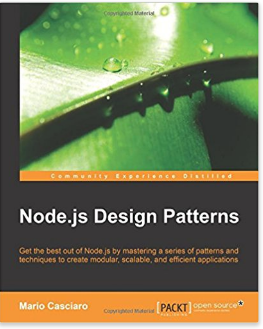 Community Experience Distilled
Node.js Design Patterns
Get the best out of Node.js by mastering a series of patterns and
techniques to create modular, scalable, and efficient applications
Mario Casciaro
[PACKT] open source*
PUBLISHING